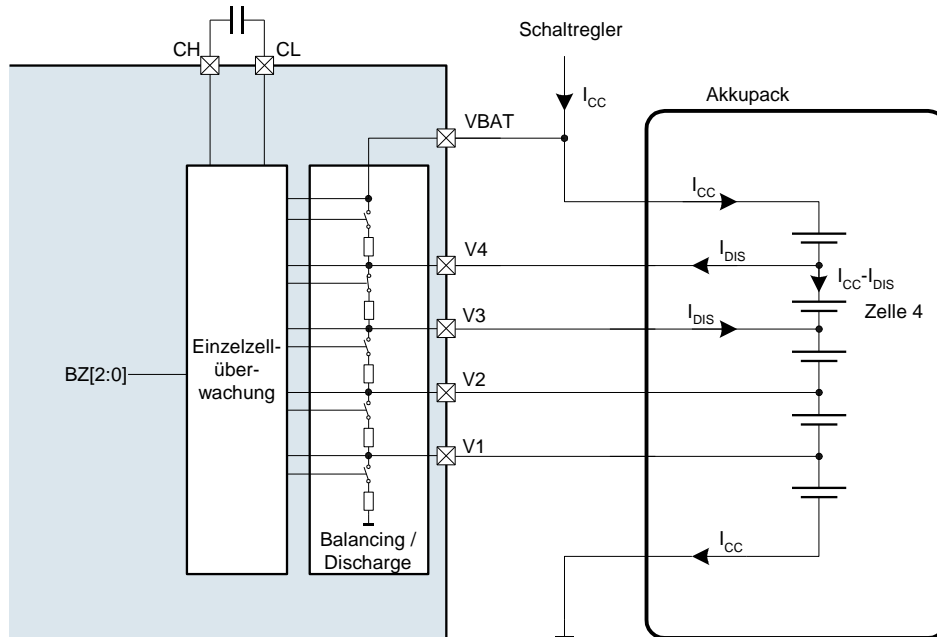 CH
CL
Schaltregler
I_CC
Akkupack
VBAT
I_CC
V4
I_DIS
I_CC-I_DIS
Zelle 4
V3
I_DIS
Einzelzell-
über-
wachung
BZ[2:0]
V2
V1
Balancing /
Discharge
I_CC